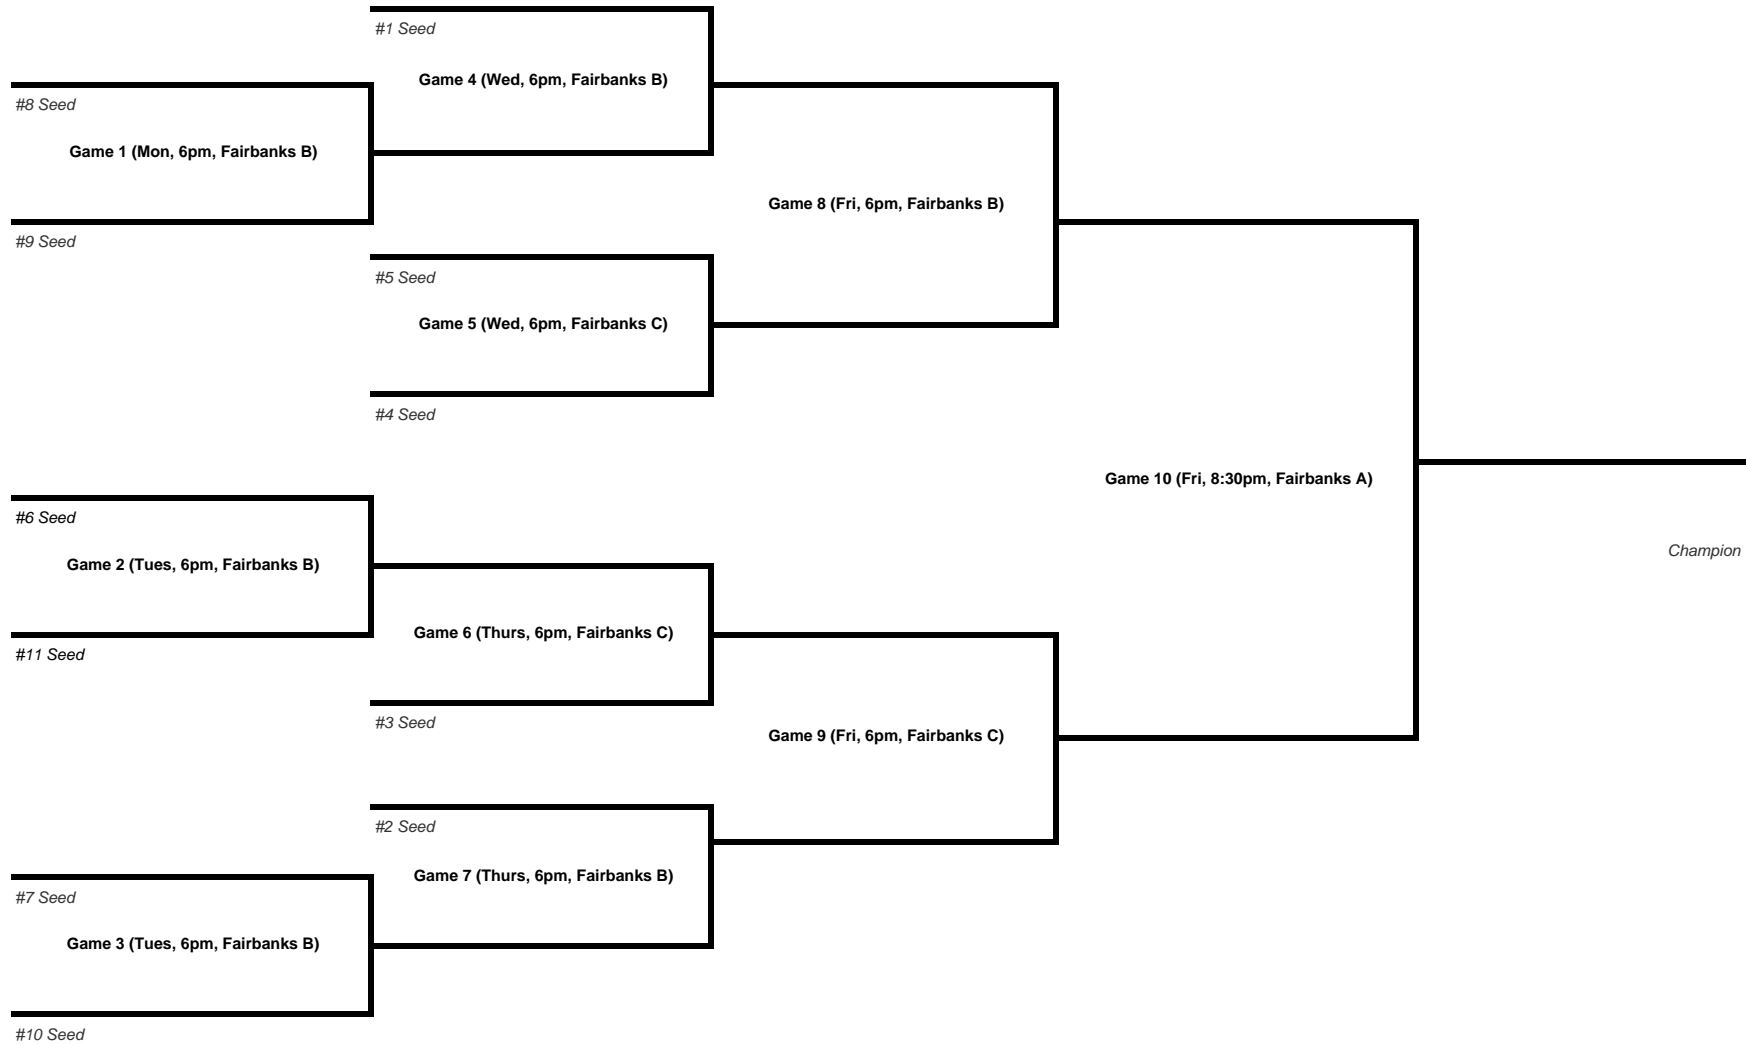 #1 Seed
Game 4 (Wed, 6pm, Fairbanks B)
#8 Seed
Game 1 (Mon, 6pm, Fairbanks B)
Game 8 (Fri, 6pm, Fairbanks B)
#9 Seed
#5 Seed
Game 5 (Wed, 6pm, Fairbanks C)
#4 Seed
Game 10 (Fri, 8:30pm, Fairbanks A)
#6 Seed
Champion
Game 2 (Tues, 6pm, Fairbanks B)
Game 6 (Thurs, 6pm, Fairbanks C)
#11 Seed
#3 Seed
Game 9 (Fri, 6pm, Fairbanks C)
#2 Seed
Game 7 (Thurs, 6pm, Fairbanks B)
#7 Seed
Game 3 (Tues, 6pm, Fairbanks B)
#10 Seed